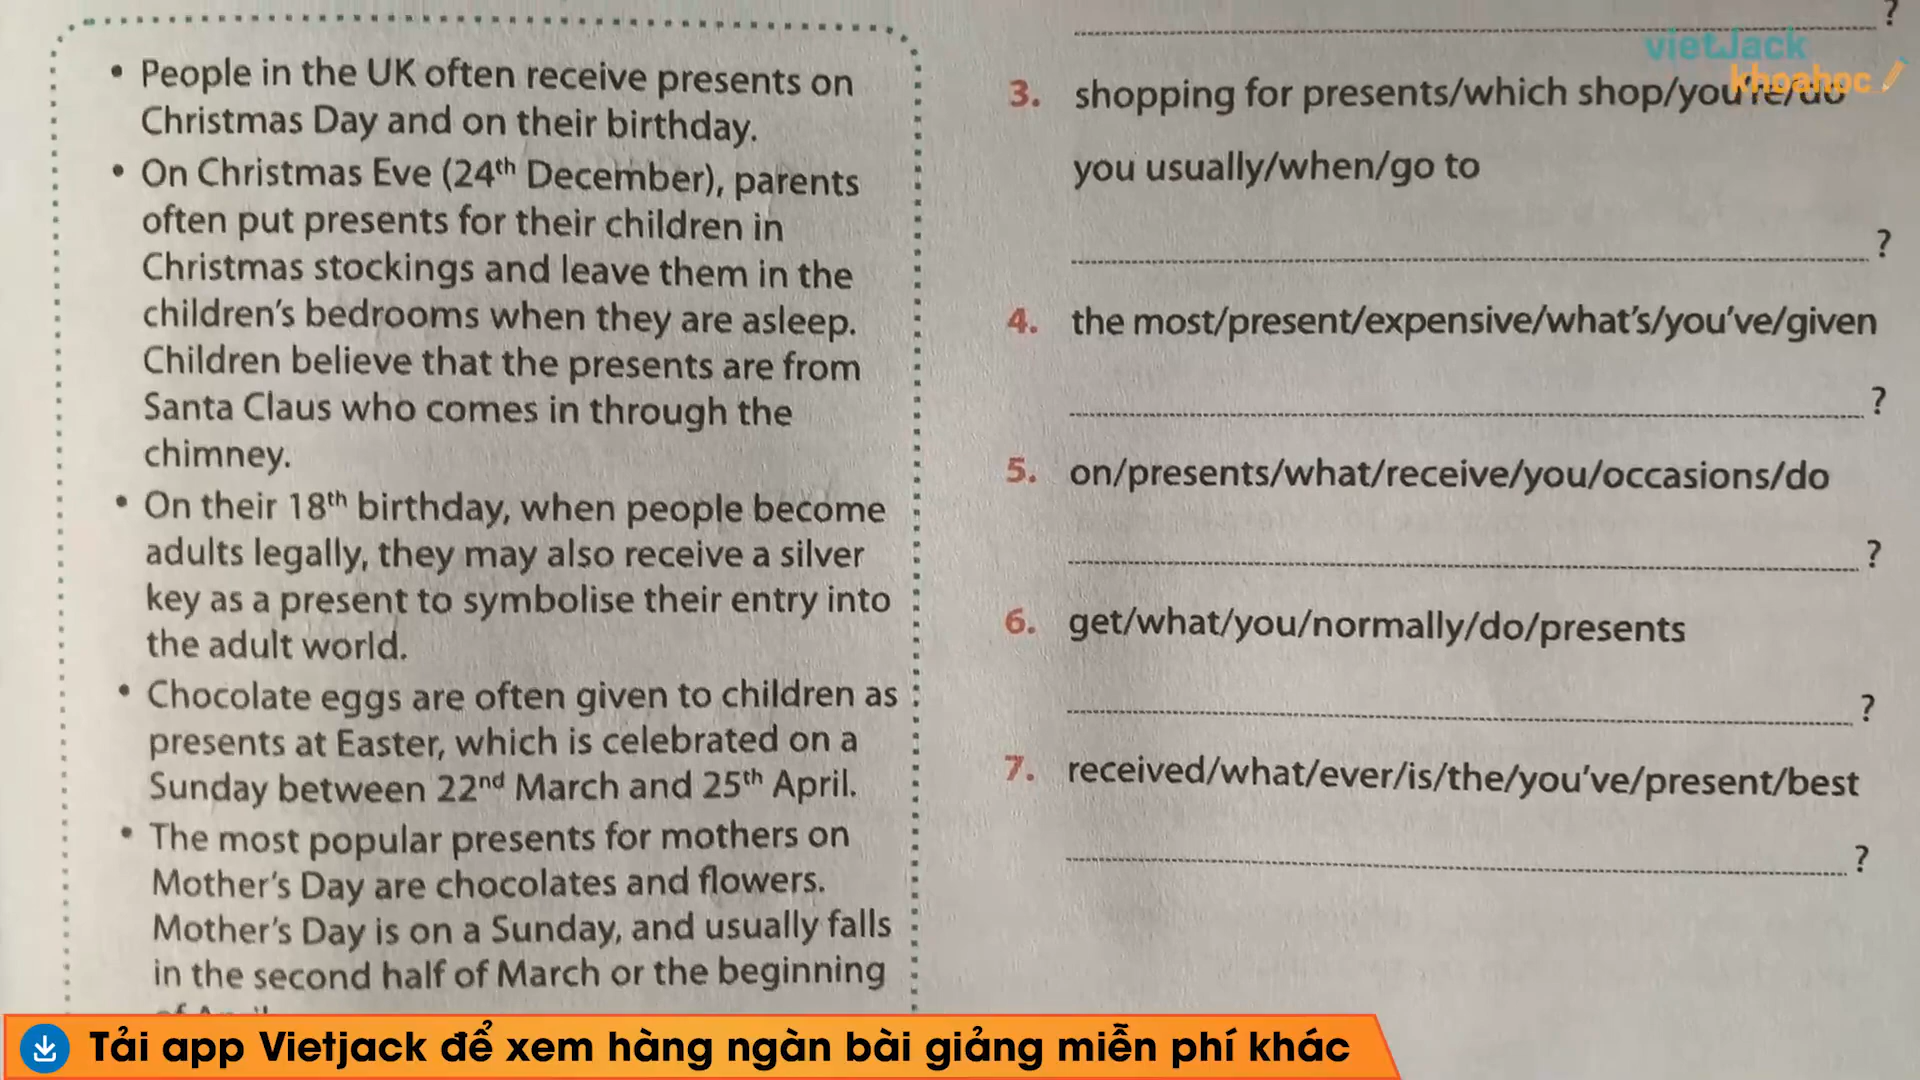 • People in the UK often receive presents on
Christmas Day and on their birthday.
• On Christmas Eve (24th December), parents
often put presents for their children in
Christmas stockings and leave them in the
children's bedrooms when they are asleep.
Children believe that the presents are from
Santa Claus who comes in through the
chimney.
• On their 18th birthday, when people become
adults legally, they may also receive a silver
key as a present to symbolise their entry into
the adult world.
• Chocolate eggs are often given to children as
presents at Easter, which is celebrated on a
Sunday between 22nd March and 25th April.
• The most popular presents for mothers on
Mother's Day are chocolates and flowers.
Mother's Day is on a Sunday, and usually falls
in the second half of March or the beginning
?
vietJack
khoahoc
3. shopping for presents/which shop/you're/do
you usually/when/go to
?
4. the most/present/expensive/what's/you've/given
?
5. on/presents/what/receive/you/occasions/do
?
6. get/what/you/normally/do/presents
?
7. received/what/ever/is/the/you've/present/best
?
Tải app Vietjack để xem hàng ngàn bài giảng miễn phí khác